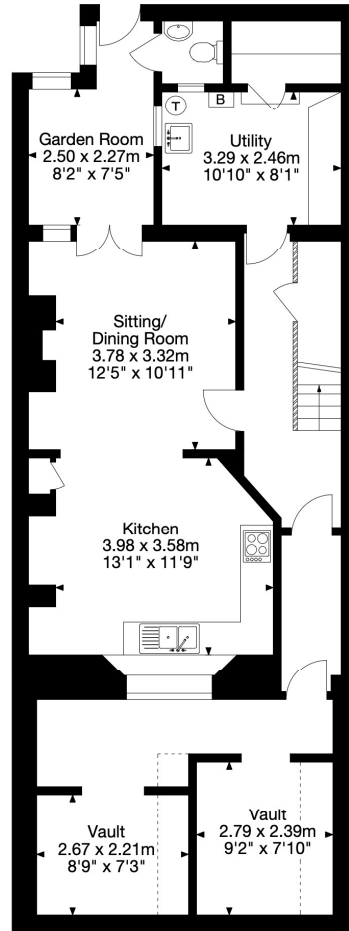 T
B
Garden Room
2.50 x 2.27m
8'2" x 7'5"
Utility
3.29 x 2.46m
10'10" x 8'1"
Sitting/
Dining Room
3.78 x 3.32m
12'5" x 10'11"
Kitchen
3.98 x 3.58m
13'1" x 11'9"
Vault
2.67 x 2.21m
8'9" x 7'3"
Vault
2.79 x 2.39m
9'2" x 7'10"